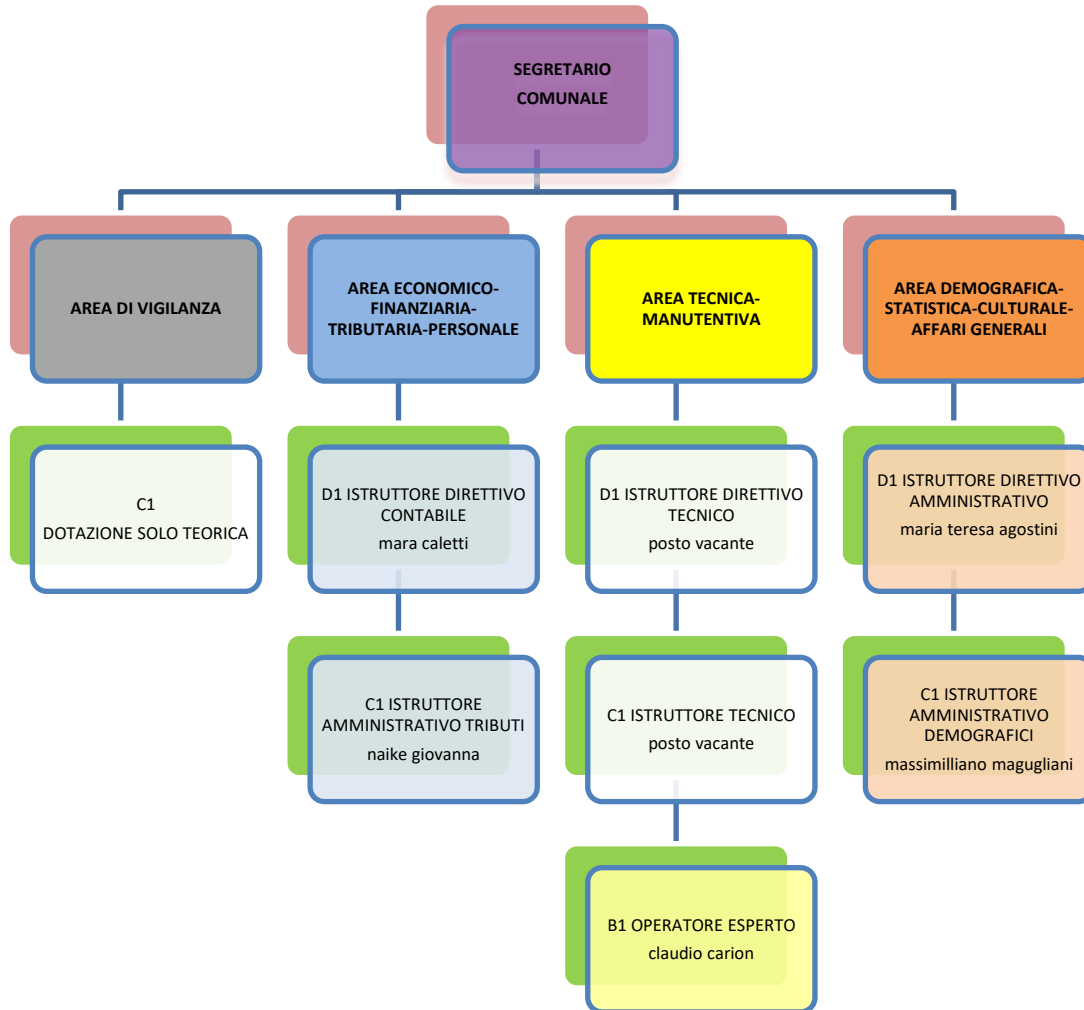 SEGRETARIO
COMUNALE
AREA DI VIGILANZA
AREA ECONOMICO-
FINANZIARIA-
TRIBUTARIA-PERSONALE
AREA TECNICA-
MANUTENTIVA
AREA DEMOGRAFICA-
STATISTICA-CULTURALE-
AFFARI GENERALI
C1
DOTAZIONE SOLO TEORICA
D1 ISTRUTTORE DIRETTIVO
CONTABILE
mara caletti
D1 ISTRUTTORE DIRETTIVO
TECNICO
posto vacante
D1 ISTRUTTORE DIRETTIVO
AMMINISTRATIVO
maria teresa agostini
C1 ISTRUTTORE
AMMINISTRATIVO TRIBUTI
naike giovanna
C1 ISTRUTTORE TECNICO
posto vacante
C1 ISTRUTTORE
AMMINISTRATIVO
DEMOGRAFICI
massimilliano magugliani
B1 OPERATORE ESPERTO
claudio carion